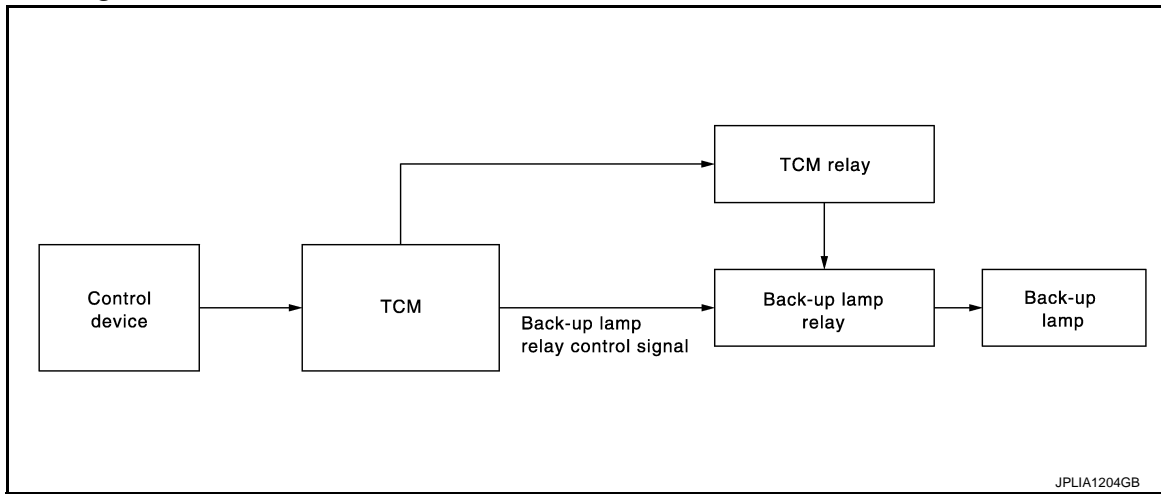 TCM relay
Control
device
TCM
Back-up lamp
relay control signal
Back-up lamp
relay
Back-up
lamp
JPLIA1204GB